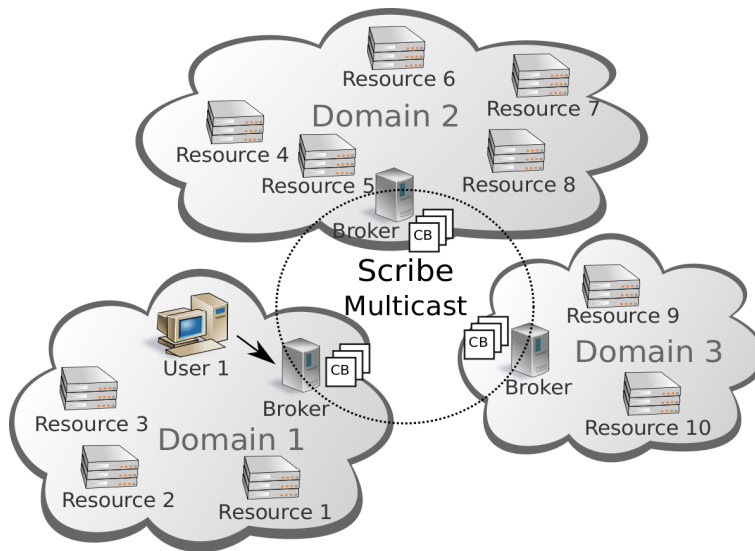 Resource 6
Resource 7
Domain 2
Resource 4
Resource 5
Resource 8
Broker
CB
Scribe
Multicast
Resource 9
CB
Domain 3
Broker
Resource 10
User 1
CB
Broker
Resource 3
Domain 1
Resource 2
Resource 1